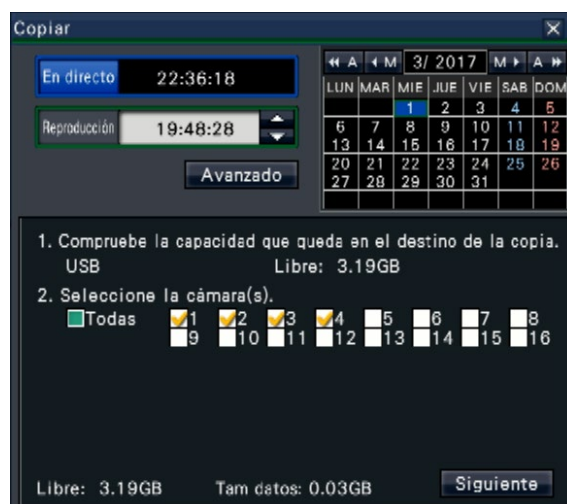 Copiar
En directo 22:36:18
Reproducción 19:48:28
Avanzado
A M 3/ 2017 M A
LUN MAR MIE JUE VIE SAB DOM
1 2 3 4 5
6 7 8 9 10 11 12
13 14 15 16 17 18 19
20 21 22 23 24 25 26
27 28 29 30 31
1. Compruebe la capacidad que queda en el destino de la copia.
USB Libre: 3.19GB
2. Seleccione la cámara(s).
Todas 1 2 3 4 5 6 7 8
9 10 11 12 13 14 15 16
Libre: 3.19GB Tam datos: 0.03GB Siguiente